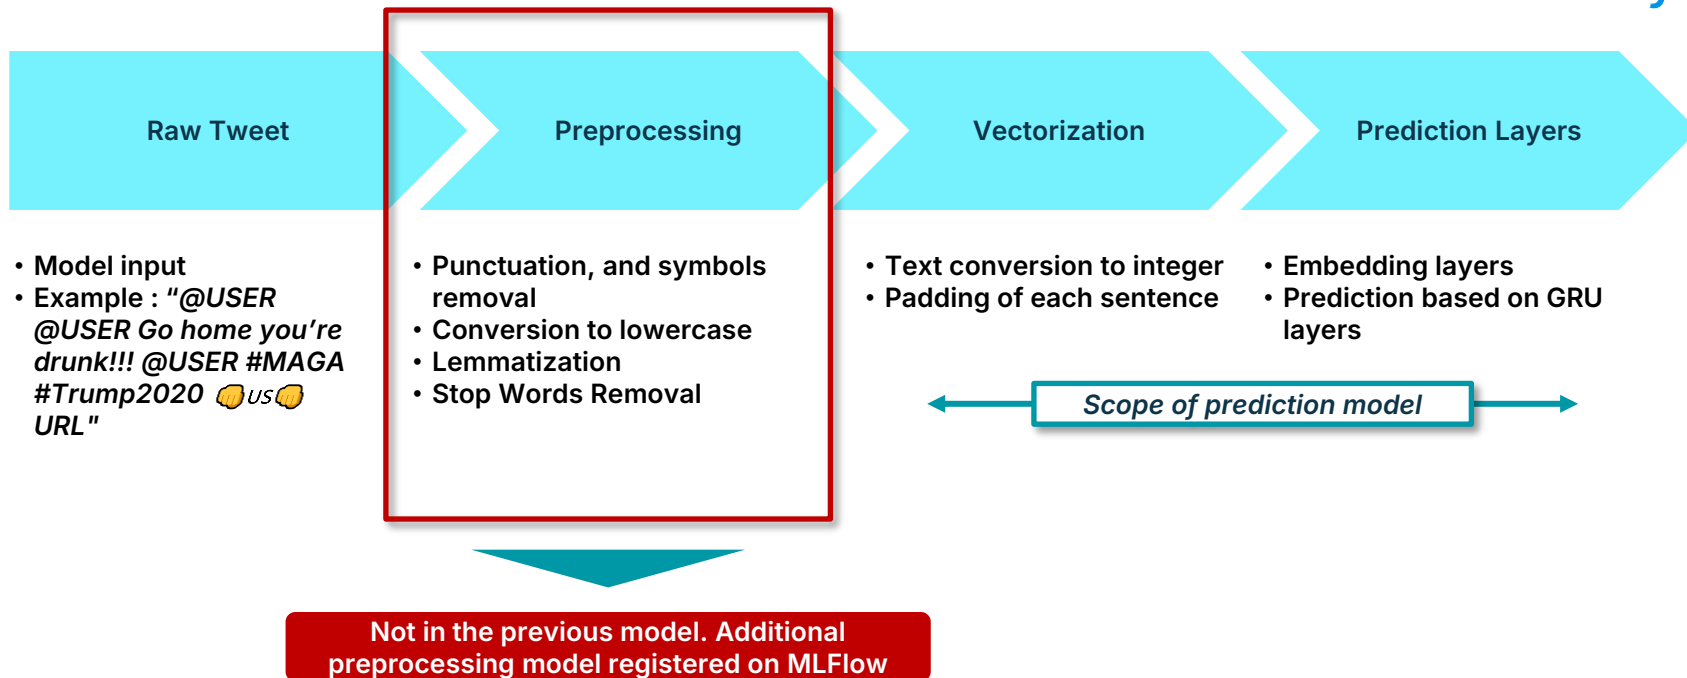 Raw Tweet
Preprocessing
Vectorization
Prediction Layers
• Model input
• Example : "@USER
@USER Go home you're
drunk!!! @USER #MAGA
#Trump2020 👊US👊
URL"
• Punctuation, and symbols
removal
• Conversion to lowercase
• Lemmatization
• Stop Words Removal
• Text conversion to integer
• Padding of each sentence
• Embedding layers
• Prediction based on GRU
layers
Scope of prediction model
Not in the previous model. Additional
preprocessing model registered on MLFlow